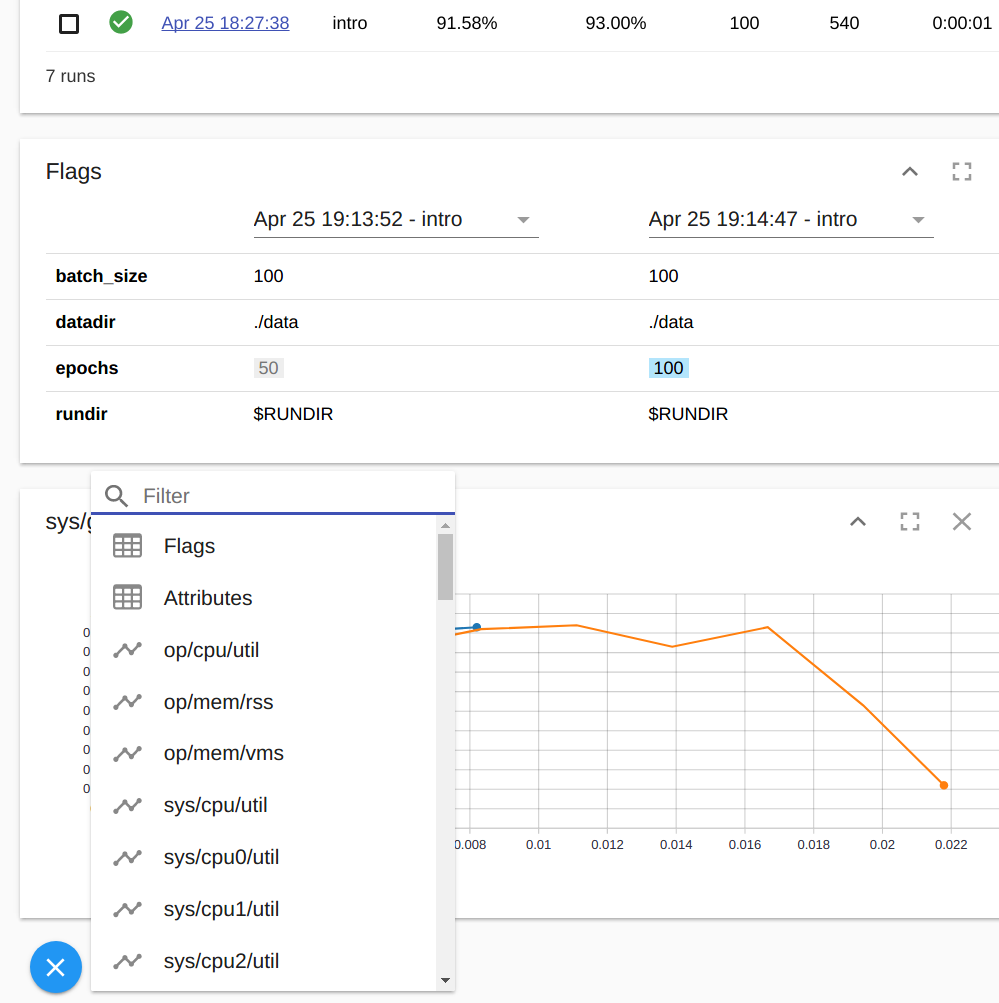 Apr 25 18:27:38 intro 91.58% 93.00% 100 540 0:00:01
7 runs
Flags
Apr 25 19:13:52 - intro Apr 25 19:14:47 - intro
batch_size 100 100
datadir ./data ./data
epochs 50 100
rundir $RUNDIR $RUNDIR
Filter
sys/
Flags
Attributes
op/cpu/util
op/mem/rss
op/mem/vms
sys/cpu/util
sys/cpu0/util
sys/cpu1/util
sys/cpu2/util
0
0
0
0
0
0
0
0
0
0.008 0.01 0.012 0.014 0.016 0.018 0.02 0.022